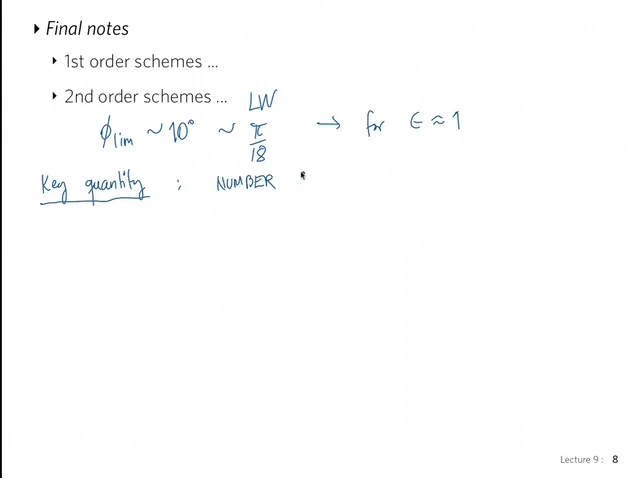 Final notes
1st order schemes ...
2nd order schemes ... LW
ϕlim ~ 10° ~ π/18 → for ϵ ≈ 1
Key quantity : NUMBER
Lecture 9 : 8